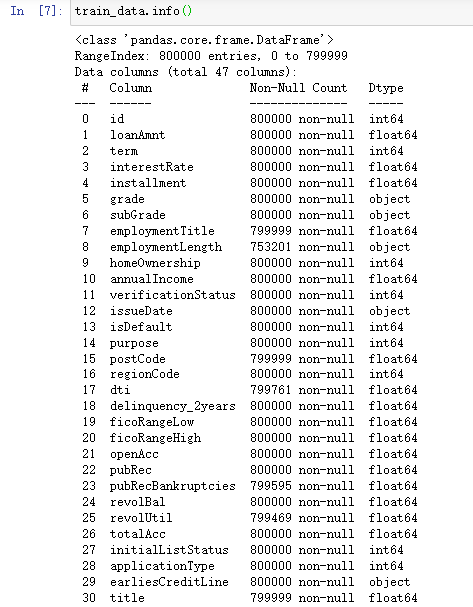 In [7]: train_data.info()
<class 'pandas.core.frame.DataFrame'>
RangeIndex: 800000 entries, 0 to 799999
Data columns (total 47 columns):
 #   Column              Non-Null Count   Dtype
---  ------              --------------   -----
 0   id                  800000 non-null  int64
 1   loanAmnt            800000 non-null  float64
 2   term                800000 non-null  int64
 3   interestRate        800000 non-null  float64
 4   installment         800000 non-null  float64
 5   grade               800000 non-null  object
 6   subGrade            800000 non-null  object
 7   employmentTitle     799999 non-null  float64
 8   employmentLength    753201 non-null  object
 9   homeOwnership       800000 non-null  int64
 10  annualIncome        800000 non-null  float64
 11  verificationStatus  800000 non-null  int64
 12  issueDate           800000 non-null  object
 13  isDefault           800000 non-null  int64
 14  purpose             800000 non-null  int64
 15  postCode            799999 non-null  float64
 16  regionCode          800000 non-null  int64
 17  dti                 799761 non-null  float64
 18  delinquency_2years  800000 non-null  float64
 19  ficoRangeLow        800000 non-null  float64
 20  ficoRangeHigh       800000 non-null  float64
 21  openAcc             800000 non-null  float64
 22  pubRec              800000 non-null  float64
 23  pubRecBankruptcies  799595 non-null  float64
 24  revolBal            800000 non-null  float64
 25  revolUtil           799469 non-null  float64
 26  totalAcc            800000 non-null  float64
 27  initialListStatus   800000 non-null  int64
 28  applicationType     800000 non-null  int64
 29  earliesCreditLine   800000 non-null  object
 30  title               799999 non-null  float64